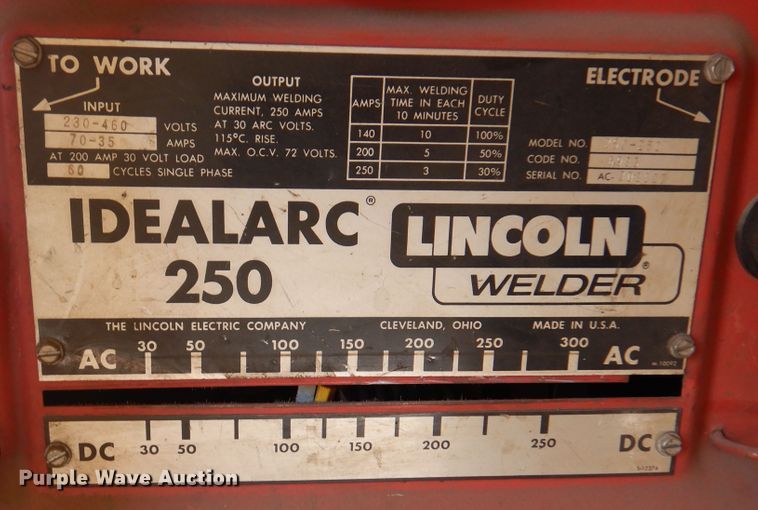 TO WORK
INPUT
230-460 VOLTS
70-35 AMPS
AT 200 AMP 30 VOLT LOAD
60 CYCLES SINGLE PHASE
OUTPUT
MAXIMUM WELDING
CURRENT, 250 AMPS
AT 30 ARC VOLTS.
115°C. RISE.
MAX. O.C.V. 72 VOLTS.
AMPS MAX. WELDING TIME IN EACH 10 MINUTES DUTY CYCLE
140 10 100%
200 5 50%
250 3 30%
ELECTRODE
MODEL NO.
CODE NO.
SERIAL NO. AC-
IDEALARC®
250
LINCOLN
WELDER®
THE LINCOLN ELECTRIC COMPANY CLEVELAND, OHIO MADE IN U.S.A.
AC 30 50 100 150 200 250 300 AC
M-10092
DC 30 50 100 150 200 250 DC
Purple Wave Auction